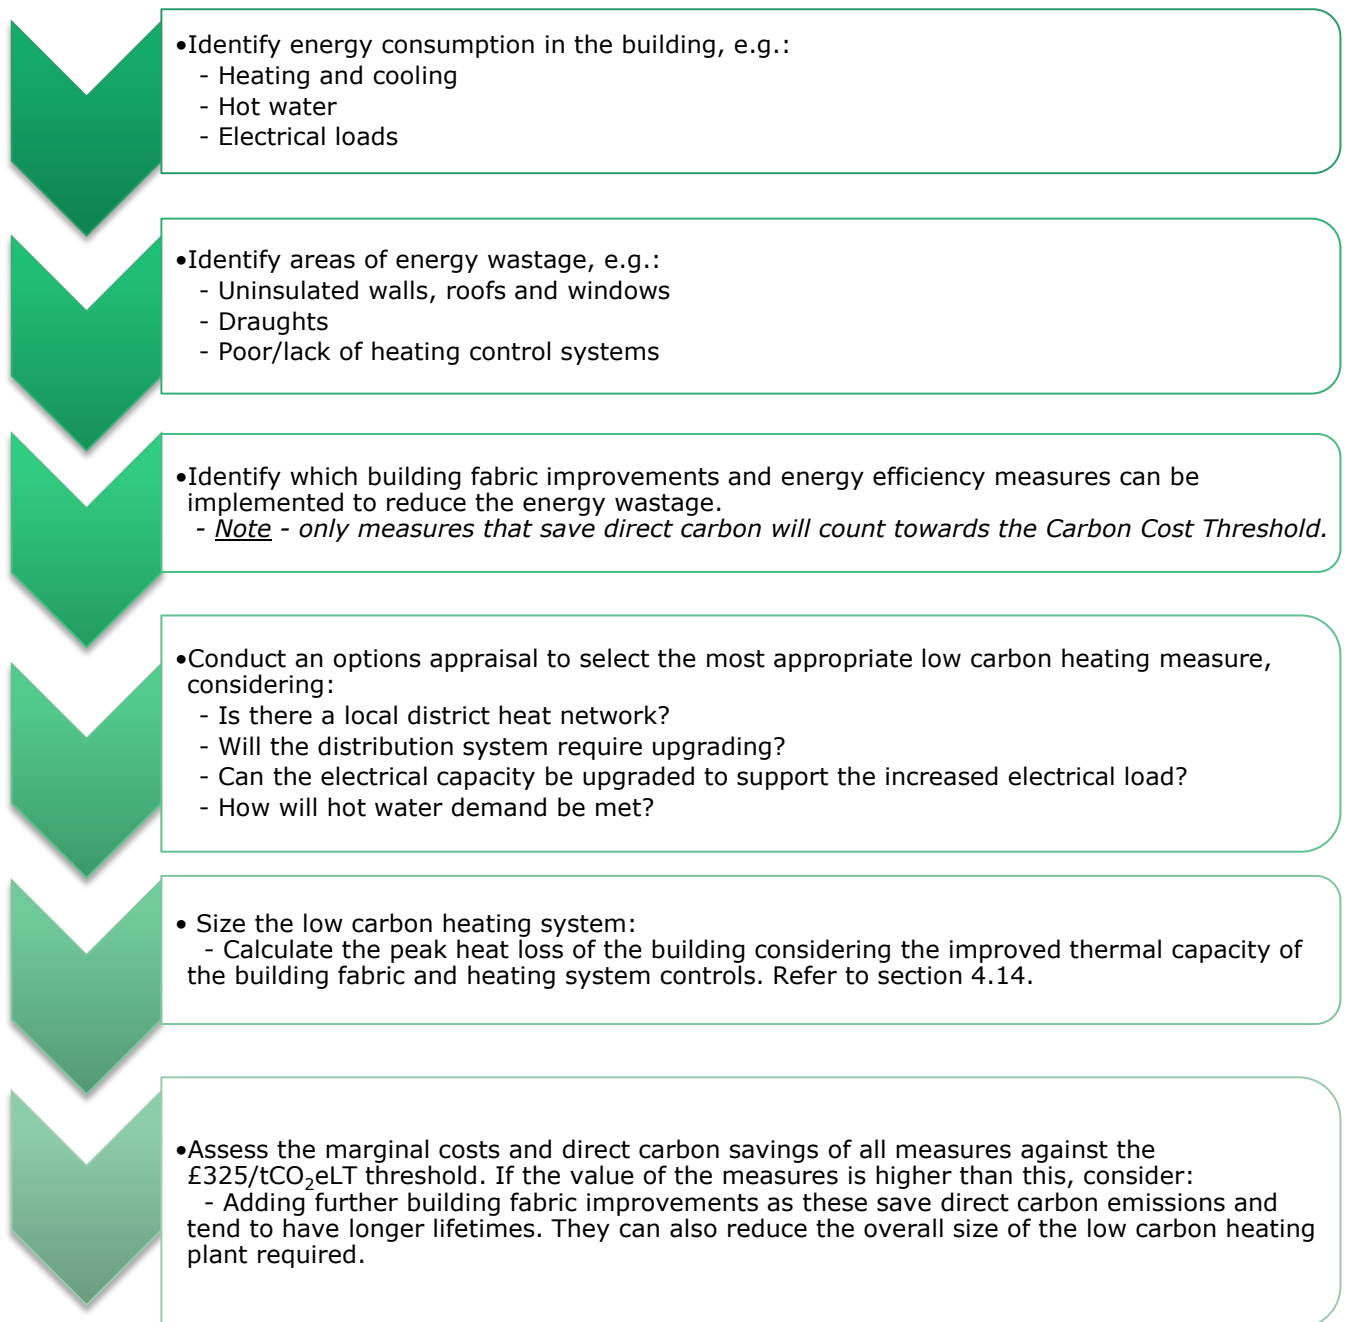 •Identify energy consumption in the building, e.g.:
- Heating and cooling
- Hot water
- Electrical loads
•Identify areas of energy wastage, e.g.:
- Uninsulated walls, roofs and windows
- Draughts
- Poor/lack of heating control systems
•Identify which building fabric improvements and energy efficiency measures can be
implemented to reduce the energy wastage.
- Note - only measures that save direct carbon will count towards the Carbon Cost Threshold.
•Conduct an options appraisal to select the most appropriate low carbon heating measure,
considering:
- Is there a local district heat network?
- Will the distribution system require upgrading?
- Can the electrical capacity be upgraded to support the increased electrical load?
- How will hot water demand be met?
• Size the low carbon heating system:
- Calculate the peak heat loss of the building considering the improved thermal capacity of
the building fabric and heating system controls. Refer to section 4.14.
•Assess the marginal costs and direct carbon savings of all measures against the
£325/tCO₂eLT threshold. If the value of the measures is higher than this, consider:
- Adding further building fabric improvements as these save direct carbon emissions and
tend to have longer lifetimes. They can also reduce the overall size of the low carbon heating
plant required.